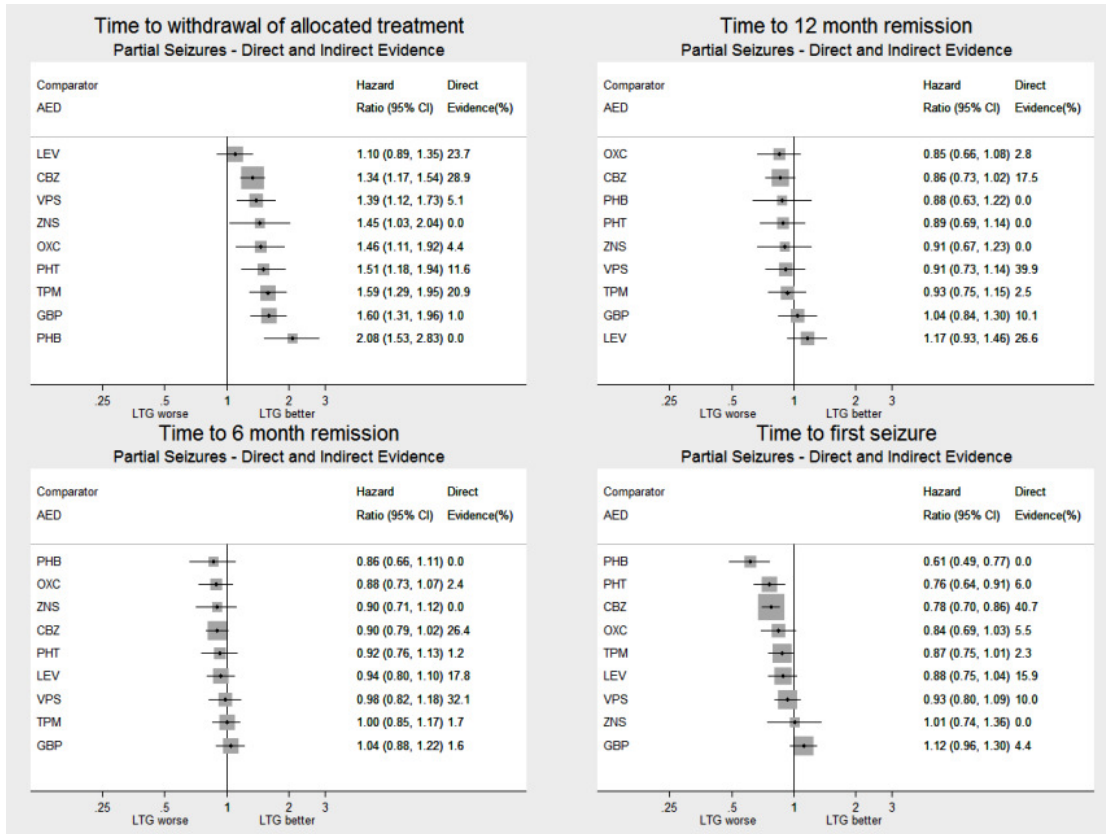 Time to withdrawal of allocated treatment
Partial Seizures - Direct and Indirect Evidence
Comparator Hazard Direct
AED Ratio (95% CI) Evidence(%)
LEV 1.10 (0.89, 1.35) 23.7
CBZ 1.34 (1.17, 1.54) 28.9
VPS 1.39 (1.12, 1.73) 5.1
ZNS 1.45 (1.03, 2.04) 0.0
OXC 1.46 (1.11, 1.92) 4.4
PHT 1.51 (1.18, 1.94) 11.6
TPM 1.59 (1.29, 1.95) 20.9
GBP 1.60 (1.31, 1.96) 1.0
PHB 2.08 (1.53, 2.83) 0.0
.25 .5 1 2 3
LTG worse LTG better
Time to 12 month remission
Partial Seizures - Direct and Indirect Evidence
Comparator Hazard Direct
AED Ratio (95% CI) Evidence(%)
OXC 0.85 (0.66, 1.08) 2.8
CBZ 0.86 (0.73, 1.02) 17.5
PHB 0.88 (0.63, 1.22) 0.0
PHT 0.89 (0.69, 1.14) 0.0
ZNS 0.91 (0.67, 1.23) 0.0
VPS 0.91 (0.73, 1.14) 39.9
TPM 0.93 (0.75, 1.15) 2.5
GBP 1.04 (0.84, 1.30) 10.1
LEV 1.17 (0.93, 1.46) 26.6
.25 .5 1 2 3
LTG worse LTG better
Time to 6 month remission
Partial Seizures - Direct and Indirect Evidence
Comparator Hazard Direct
AED Ratio (95% CI) Evidence(%)
PHB 0.86 (0.66, 1.11) 0.0
OXC 0.88 (0.73, 1.07) 2.4
ZNS 0.90 (0.71, 1.12) 0.0
CBZ 0.90 (0.79, 1.02) 26.4
PHT 0.92 (0.76, 1.13) 1.2
LEV 0.94 (0.80, 1.10) 17.8
VPS 0.98 (0.82, 1.18) 32.1
TPM 1.00 (0.85, 1.17) 1.7
GBP 1.04 (0.88, 1.22) 1.6
.25 .5 1 2 3
LTG worse LTG better
Time to first seizure
Partial Seizures - Direct and Indirect Evidence
Comparator Hazard Direct
AED Ratio (95% CI) Evidence(%)
PHB 0.61 (0.49, 0.77) 0.0
PHT 0.76 (0.64, 0.91) 6.0
CBZ 0.78 (0.70, 0.86) 40.7
OXC 0.84 (0.69, 1.03) 5.5
TPM 0.87 (0.75, 1.01) 2.3
LEV 0.88 (0.75, 1.04) 15.9
VPS 0.93 (0.80, 1.09) 10.0
ZNS 1.01 (0.74, 1.36) 0.0
GBP 1.12 (0.96, 1.30) 4.4
.25 .5 1 2 3
LTG worse LTG better